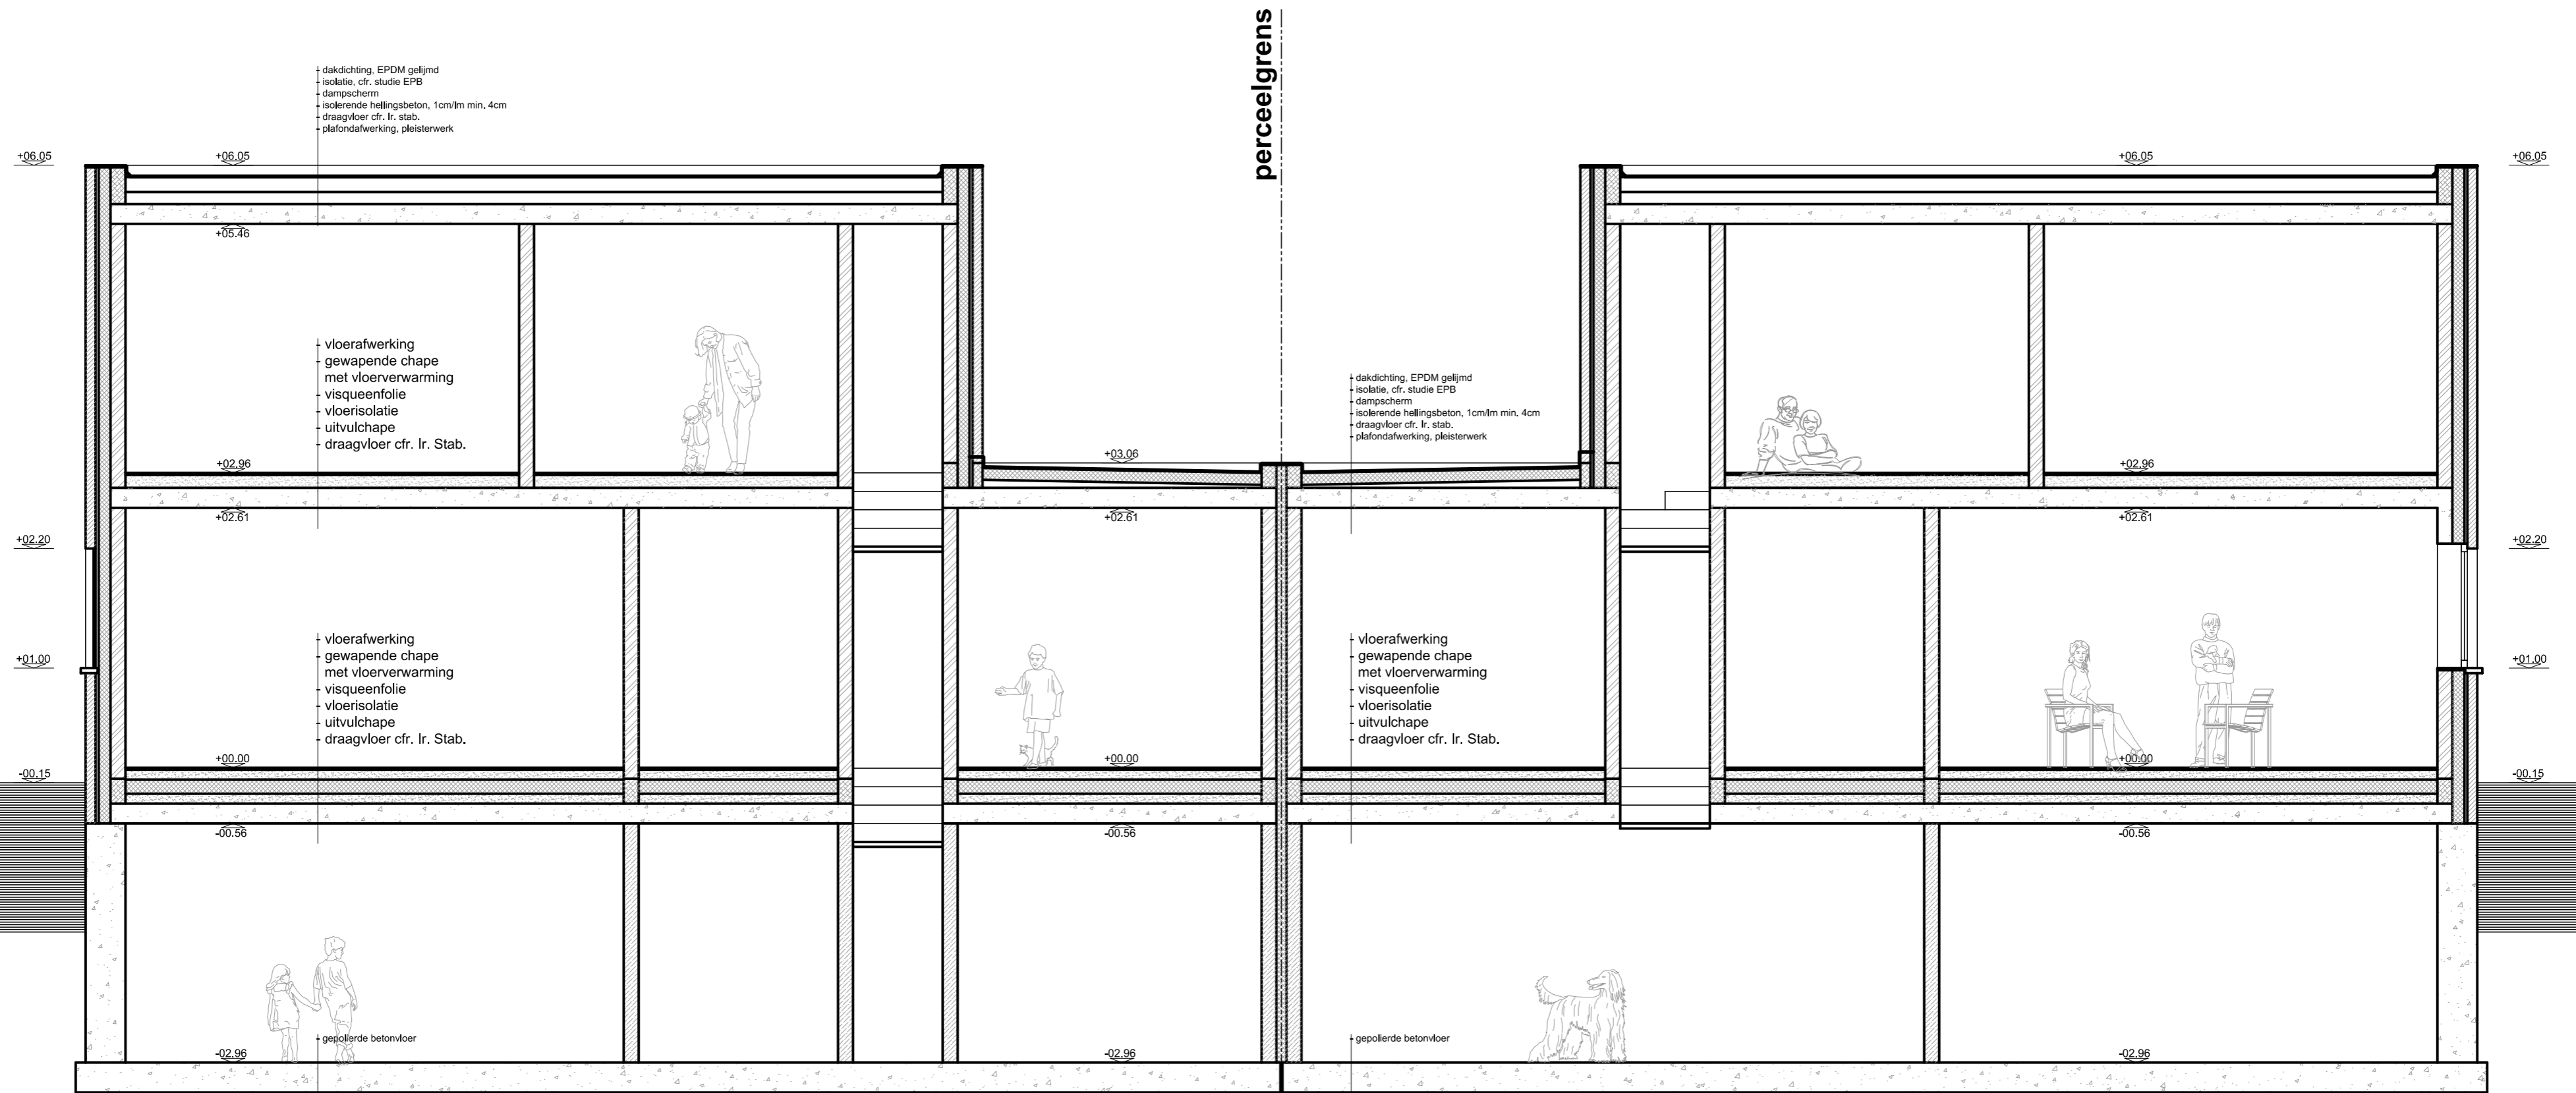 perceelgrens
dakdichting, EPDM gelijmd
isolatie, cfr. studie EPB
dampscherm
isolerende hellingsbeton, 1cm/lm min. 4cm
draagvloer cfr. Ir. stab.
plafondafwerking, pleisterwerk
+06.05
+06.05
+06.05
+06.05
+05.46
vloerafwerking
gewapende chape
met vloerverwarming
visqueenfolie
vloerisolatie
uitvulchape
draagvloer cfr. Ir. Stab.
dakdichting, EPDM gelijmd
isolatie, cfr. studie EPB
dampscherm
isolerende hellingsbeton, 1cm/lm min. 4cm
draagvloer cfr. Ir. stab.
plafondafwerking, pleisterwerk
+02.96
+03.06
+02.96
+02.61
+02.61
+02.61
+02.20
+02.20
vloerafwerking
gewapende chape
met vloerverwarming
visqueenfolie
vloerisolatie
uitvulchape
draagvloer cfr. Ir. Stab.
vloerafwerking
gewapende chape
met vloerverwarming
visqueenfolie
vloerisolatie
uitvulchape
draagvloer cfr. Ir. Stab.
+01.00
+01.00
+00.00
+00.00
+00.00
-00.15
-00.15
-00.56
-00.56
-00.56
gepolierde betonvloer
gepolierde betonvloer
-02.96
-02.96
-02.96